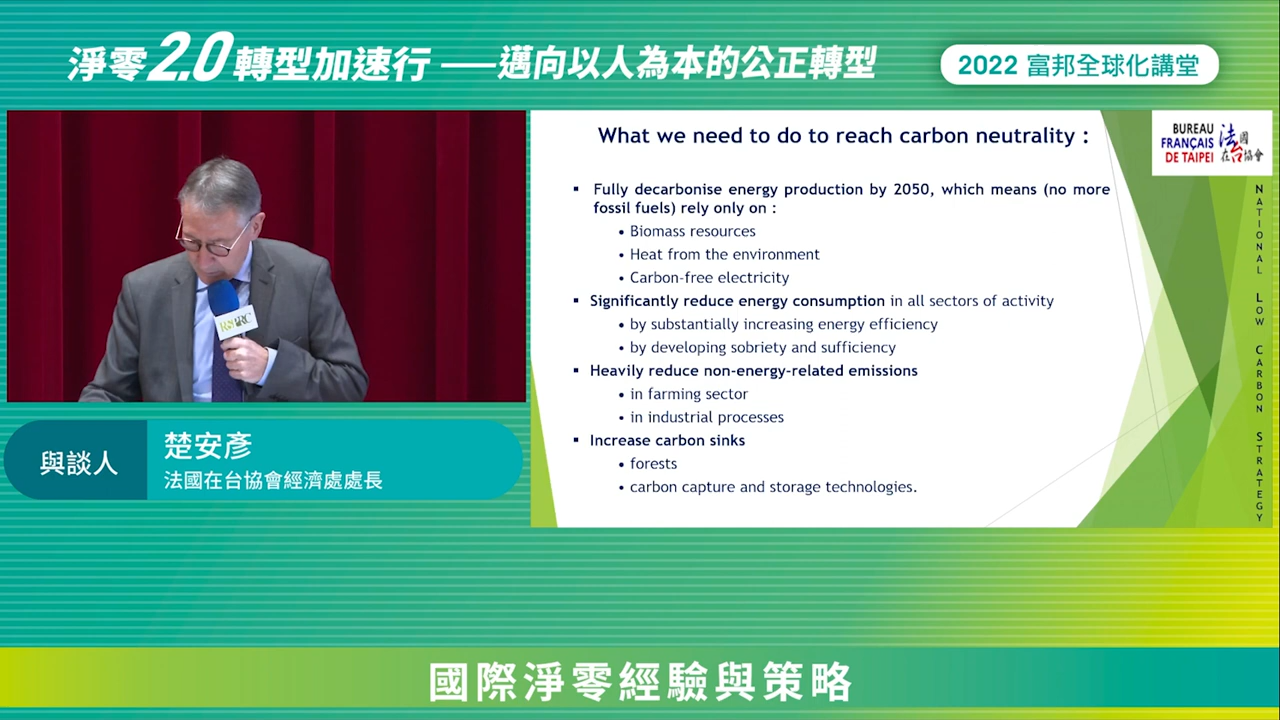 淨零2.0轉型加速行——邁向以人為本的公正轉型
2022 富邦全球化講堂
What we need to do to reach carbon neutrality :
▪ Fully decarbonise energy production by 2050, which means (no more
fossil fuels) rely only on :
• Biomass resources
• Heat from the environment
• Carbon-free electricity
▪ Significantly reduce energy consumption in all sectors of activity
• by substantially increasing energy efficiency
• by developing sobriety and sufficiency
▪ Heavily reduce non-energy-related emissions
• in farming sector
• in industrial processes
▪ Increase carbon sinks
• forests
• carbon capture and storage technologies.
BUREAU
FRANÇAIS
DE TAIPEI
法國
在台協會
NATIONAL LOW CARBON STRATEGY
RSPRC
與談人
楚安彥
法國在台協會經濟處處長
國際淨零經驗與策略